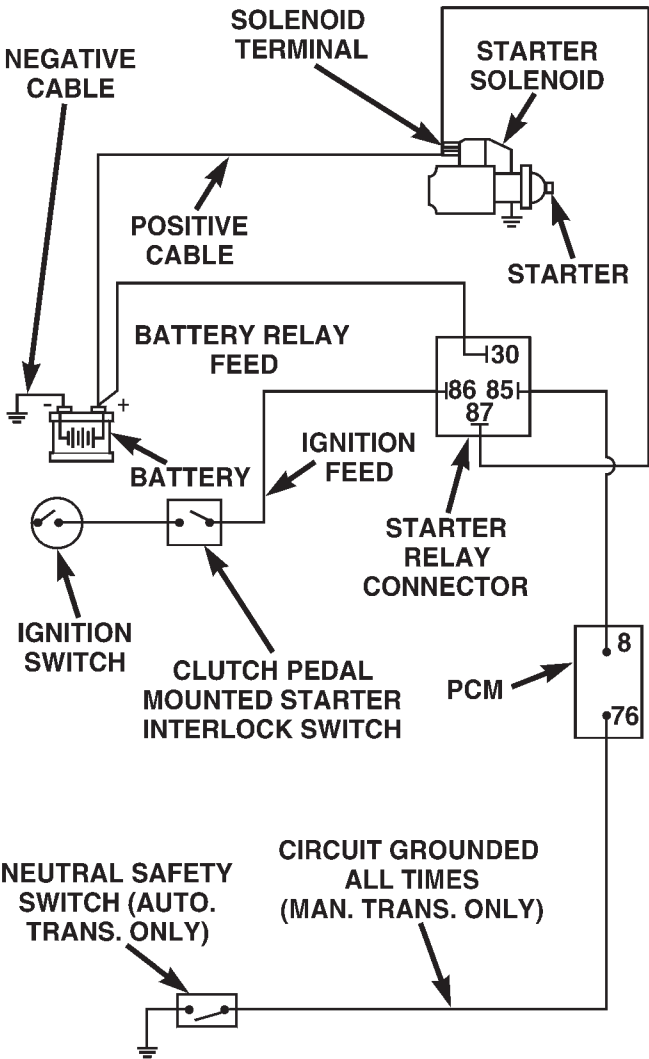 SOLENOID
TERMINAL
NEGATIVE
CABLE
STARTER
SOLENOID
POSITIVE
CABLE
STARTER
BATTERY RELAY
FEED
30
86 85
87
- +
BATTERY
IGNITION
FEED
STARTER
RELAY
CONNECTOR
IGNITION
SWITCH
CLUTCH PEDAL
MOUNTED STARTER
INTERLOCK SWITCH
8
PCM
76
CIRCUIT GROUNDED
ALL TIMES
(MAN. TRANS. ONLY)
NEUTRAL SAFETY
SWITCH (AUTO.
TRANS. ONLY)